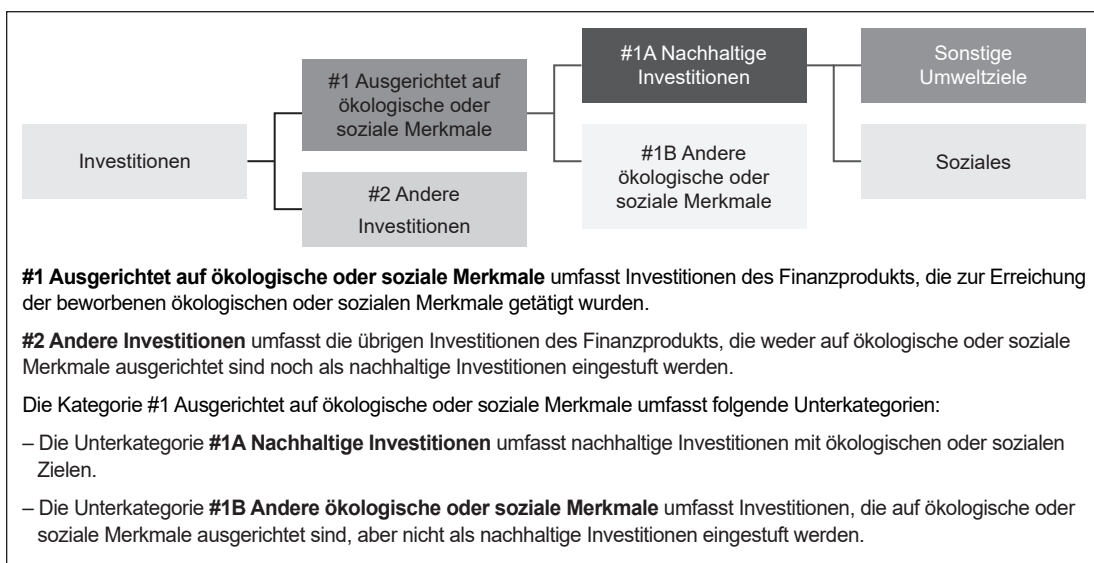 #1A Nachhaltige
Investitionen
Sonstige
Umweltziele
#1 Ausgerichtet auf
ökologische oder
soziale Merkmale
Investitionen
#1B Andere
ökologische oder
soziale Merkmale
Soziales
#2 Andere
Investitionen
#1 Ausgerichtet auf ökologische oder soziale Merkmale umfasst Investitionen des Finanzprodukts, die zur Erreichung
der beworbenen ökologischen oder sozialen Merkmale getätigt wurden.
#2 Andere Investitionen umfasst die übrigen Investitionen des Finanzprodukts, die weder auf ökologische oder soziale
Merkmale ausgerichtet sind noch als nachhaltige Investitionen eingestuft werden.
Die Kategorie #1 Ausgerichtet auf ökologische oder soziale Merkmale umfasst folgende Unterkategorien:
– Die Unterkategorie #1A Nachhaltige Investitionen umfasst nachhaltige Investitionen mit ökologischen oder sozialen
Zielen.
– Die Unterkategorie #1B Andere ökologische oder soziale Merkmale umfasst Investitionen, die auf ökologische oder
soziale Merkmale ausgerichtet sind, aber nicht als nachhaltige Investitionen eingestuft werden.